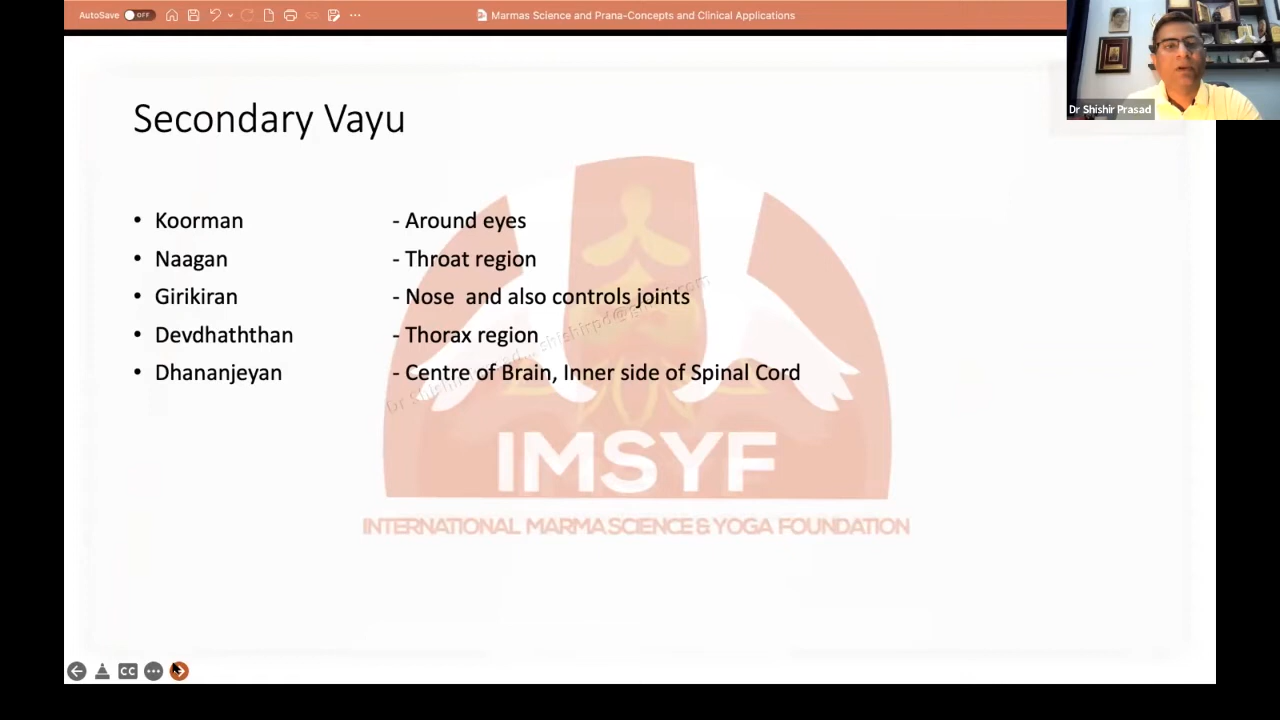 AutoSave OFF Marmas Science and Prana-Concepts and Clinical Applications
Dr Shishir Prasad
Secondary Vayu
• Koorman - Around eyes
• Naagan - Throat region
• Girikiran - Nose and also controls joints
• Devdhaththan - Thorax region
• Dhananjeyan - Centre of Brain, Inner side of Spinal Cord
IMSYF
INTERNATIONAL MARMA SCIENCE & YOGA FOUNDATION
CC